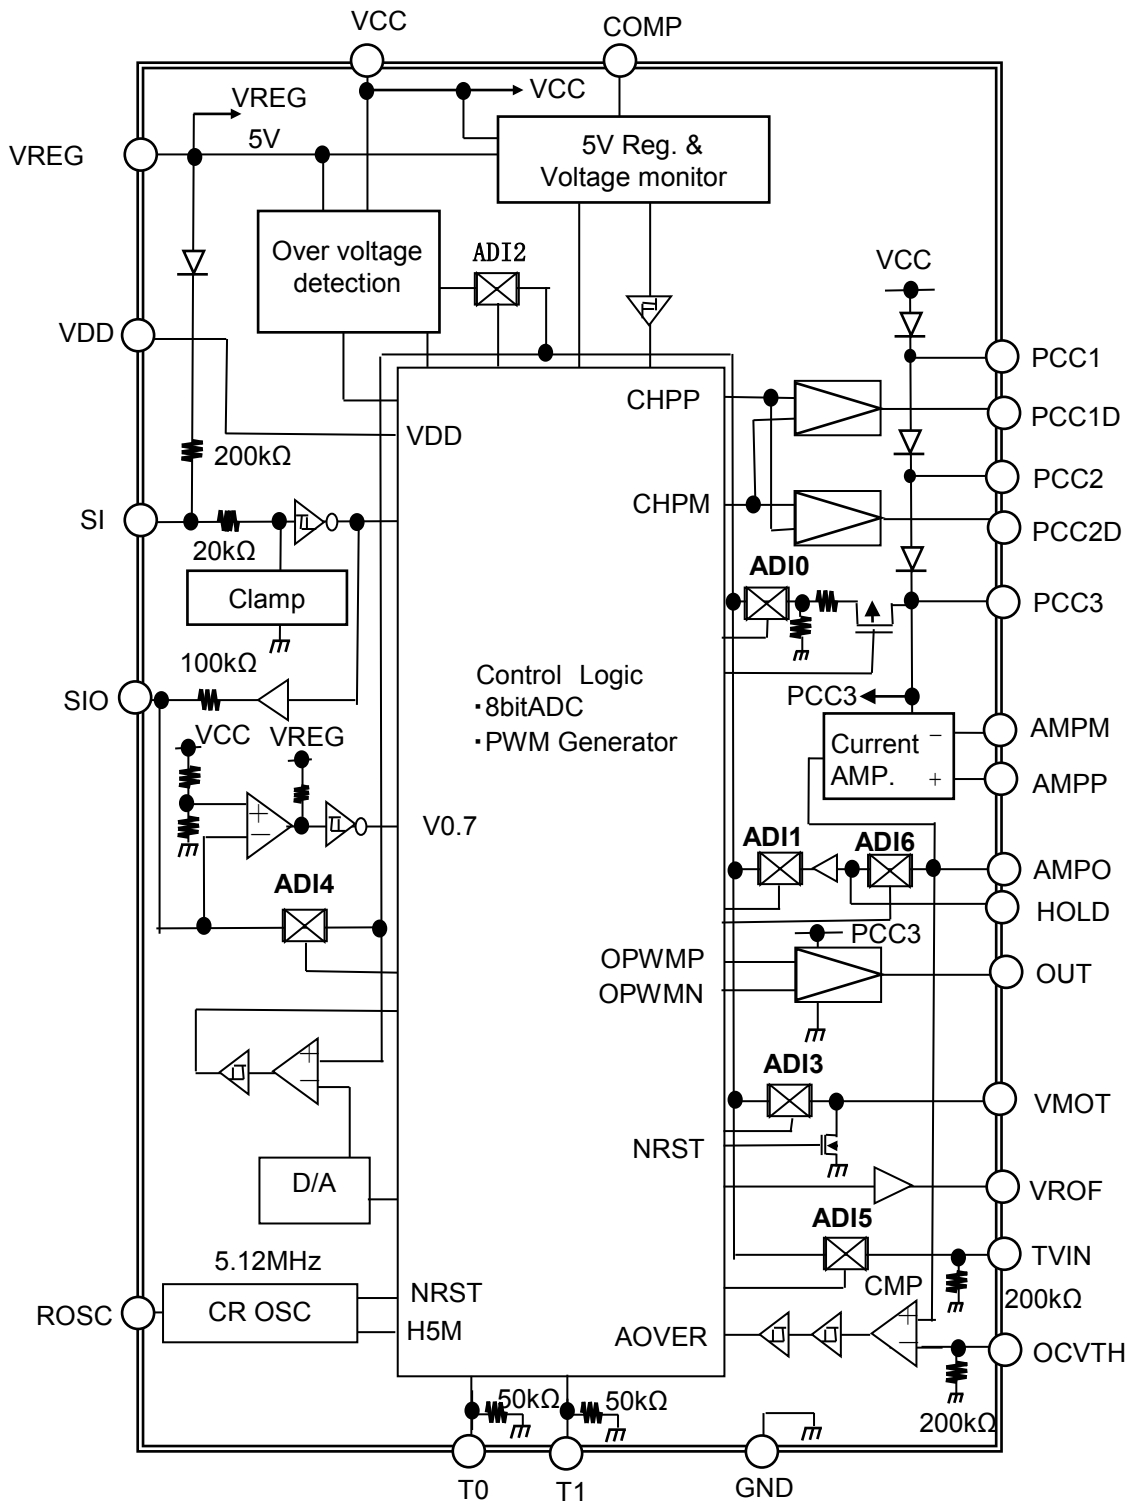 VCC
COMP
VREG
VCC
VREG
5V
5V Reg. &
Voltage monitor
Over voltage
detection
ADI2
VCC
VDD
PCC1
CHPP
PCC1D
VDD
200kΩ
PCC2
SI
CHPM
PCC2D
20kΩ
ADI0
Clamp
PCC3
100kΩ
SIO
Control Logic
・8bitADC
・PWM Generator
PCC3
VCC
VREG
Current
AMP.
−
+
AMPM
AMPP
+
−
V0.7
ADI1
ADI6
AMPO
ADI4
HOLD
PCC3
OPWMP
OPWMN
OUT
+
−
ADI3
VMOT
NRST
D/A
VROF
ADI5
TVIN
5.12MHz
CMP
200kΩ
ROSC
CR OSC
NRST
H5M
AOVER
+
−
OCVTH
50kΩ
50kΩ
200kΩ
T0
T1
GND